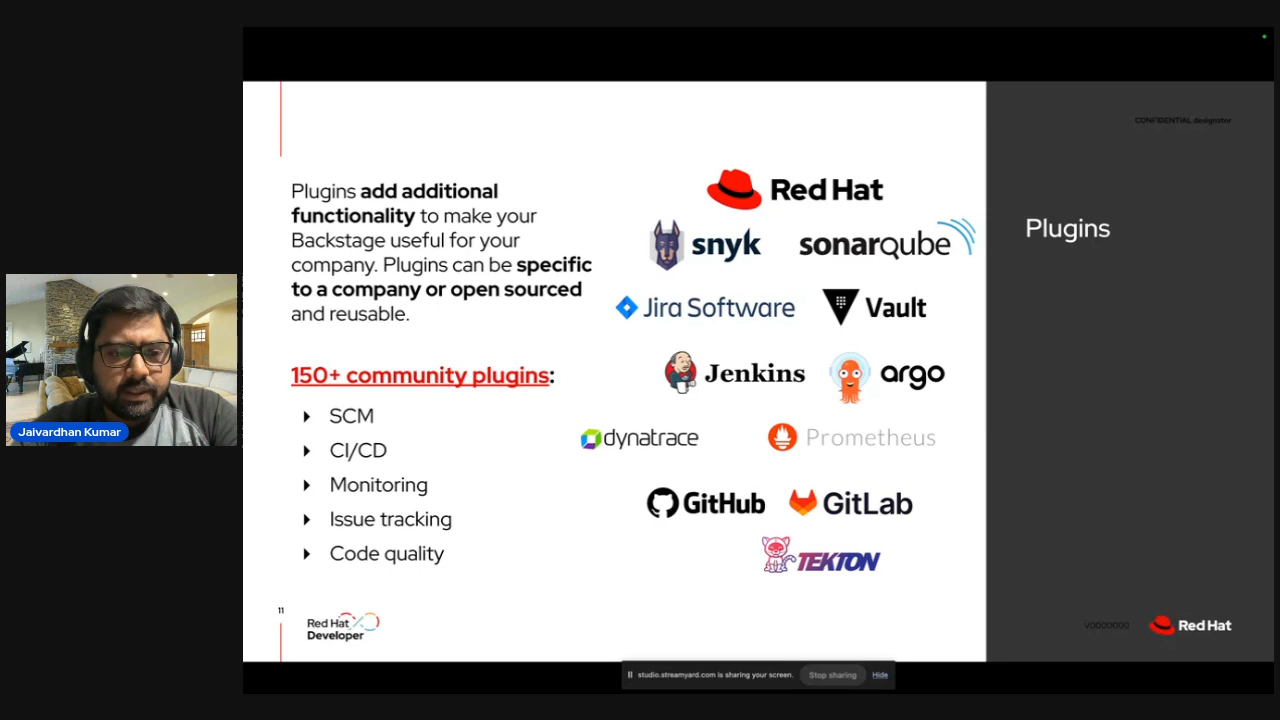 CONFIDENTIAL designator
Plugins
Plugins add additional
functionality to make your
Backstage useful for your
company. Plugins can be specific
to a company or open sourced
and reusable.
150+ community plugins:
SCM
CI/CD
Monitoring
Issue tracking
Code quality
Red Hat
snyk
sonarqube
Jira Software
Vault
Jenkins
argo
dynatrace
Prometheus
GitHub
GitLab
TEKTON
11
Red Hat
Developer
V0000000
Red Hat
Jaivardhan Kumar
studio.streamyard.com is sharing your screen.
Stop sharing
Hide